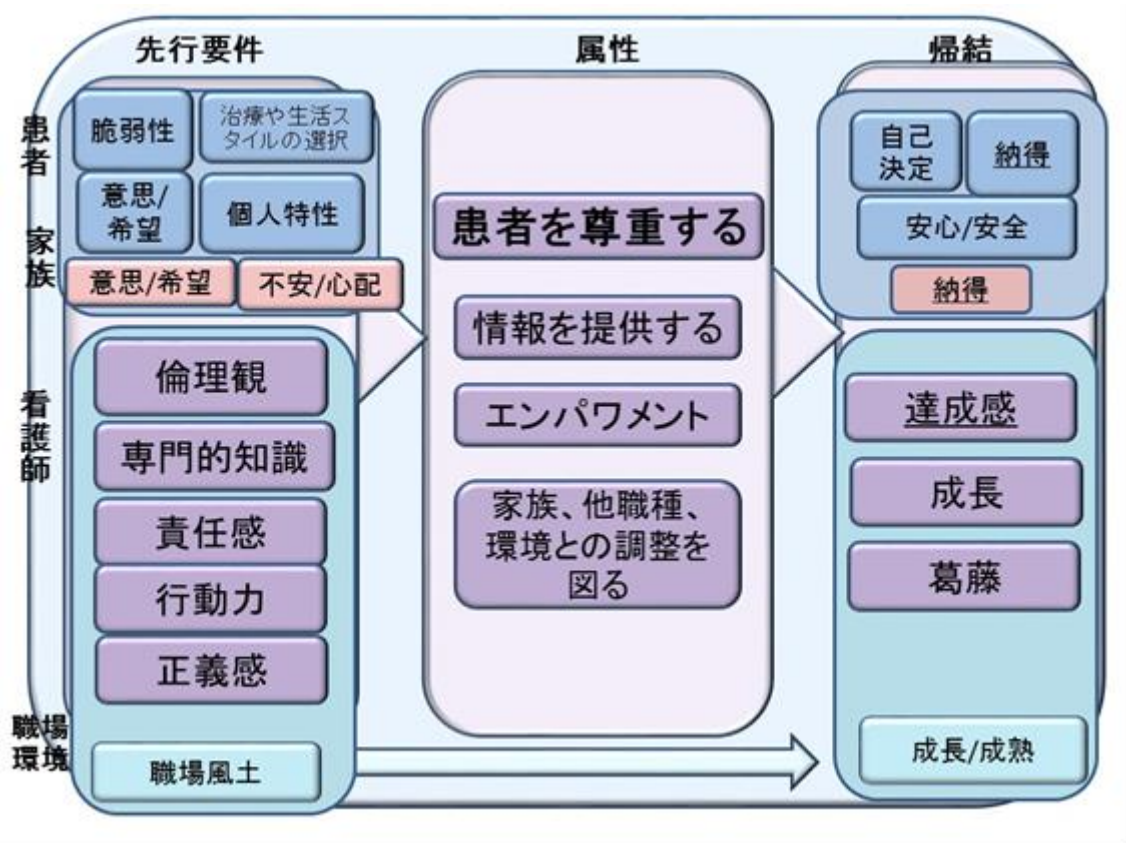 先行要件
属性
帰結
患者
脆弱性
治療や生活ス
タイルの選択
意思/
希望
個人特性
家族
意思/希望
不安/心配
看護師
倫理観
専門的知識
責任感
行動力
正義感
職場
環境
職場風土
患者を尊重する
情報を提供する
エンパワメント
家族、他職種、
環境との調整を
図る
自己
決定
納得
安心/安全
納得
達成感
成長
葛藤
成長/成熟